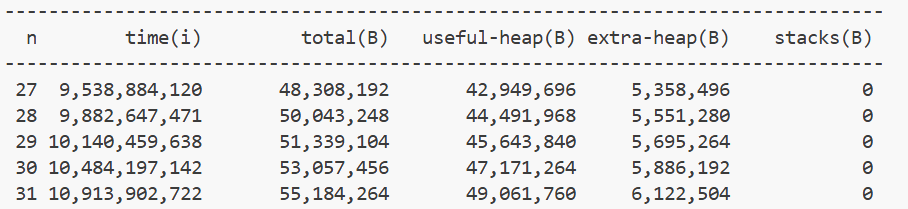 --------------------------------------------------------------------------------
  n        time(i)         total(B)   useful-heap(B) extra-heap(B)    stacks(B)
--------------------------------------------------------------------------------
 27  9,538,884,120       48,308,192       42,949,696     5,358,496            0
 28  9,882,647,471       50,043,248       44,491,968     5,551,280            0
 29 10,140,459,638       51,339,104       45,643,840     5,695,264            0
 30 10,484,197,142       53,057,456       47,171,264     5,886,192            0
 31 10,913,902,722       55,184,264       49,061,760     6,122,504            0